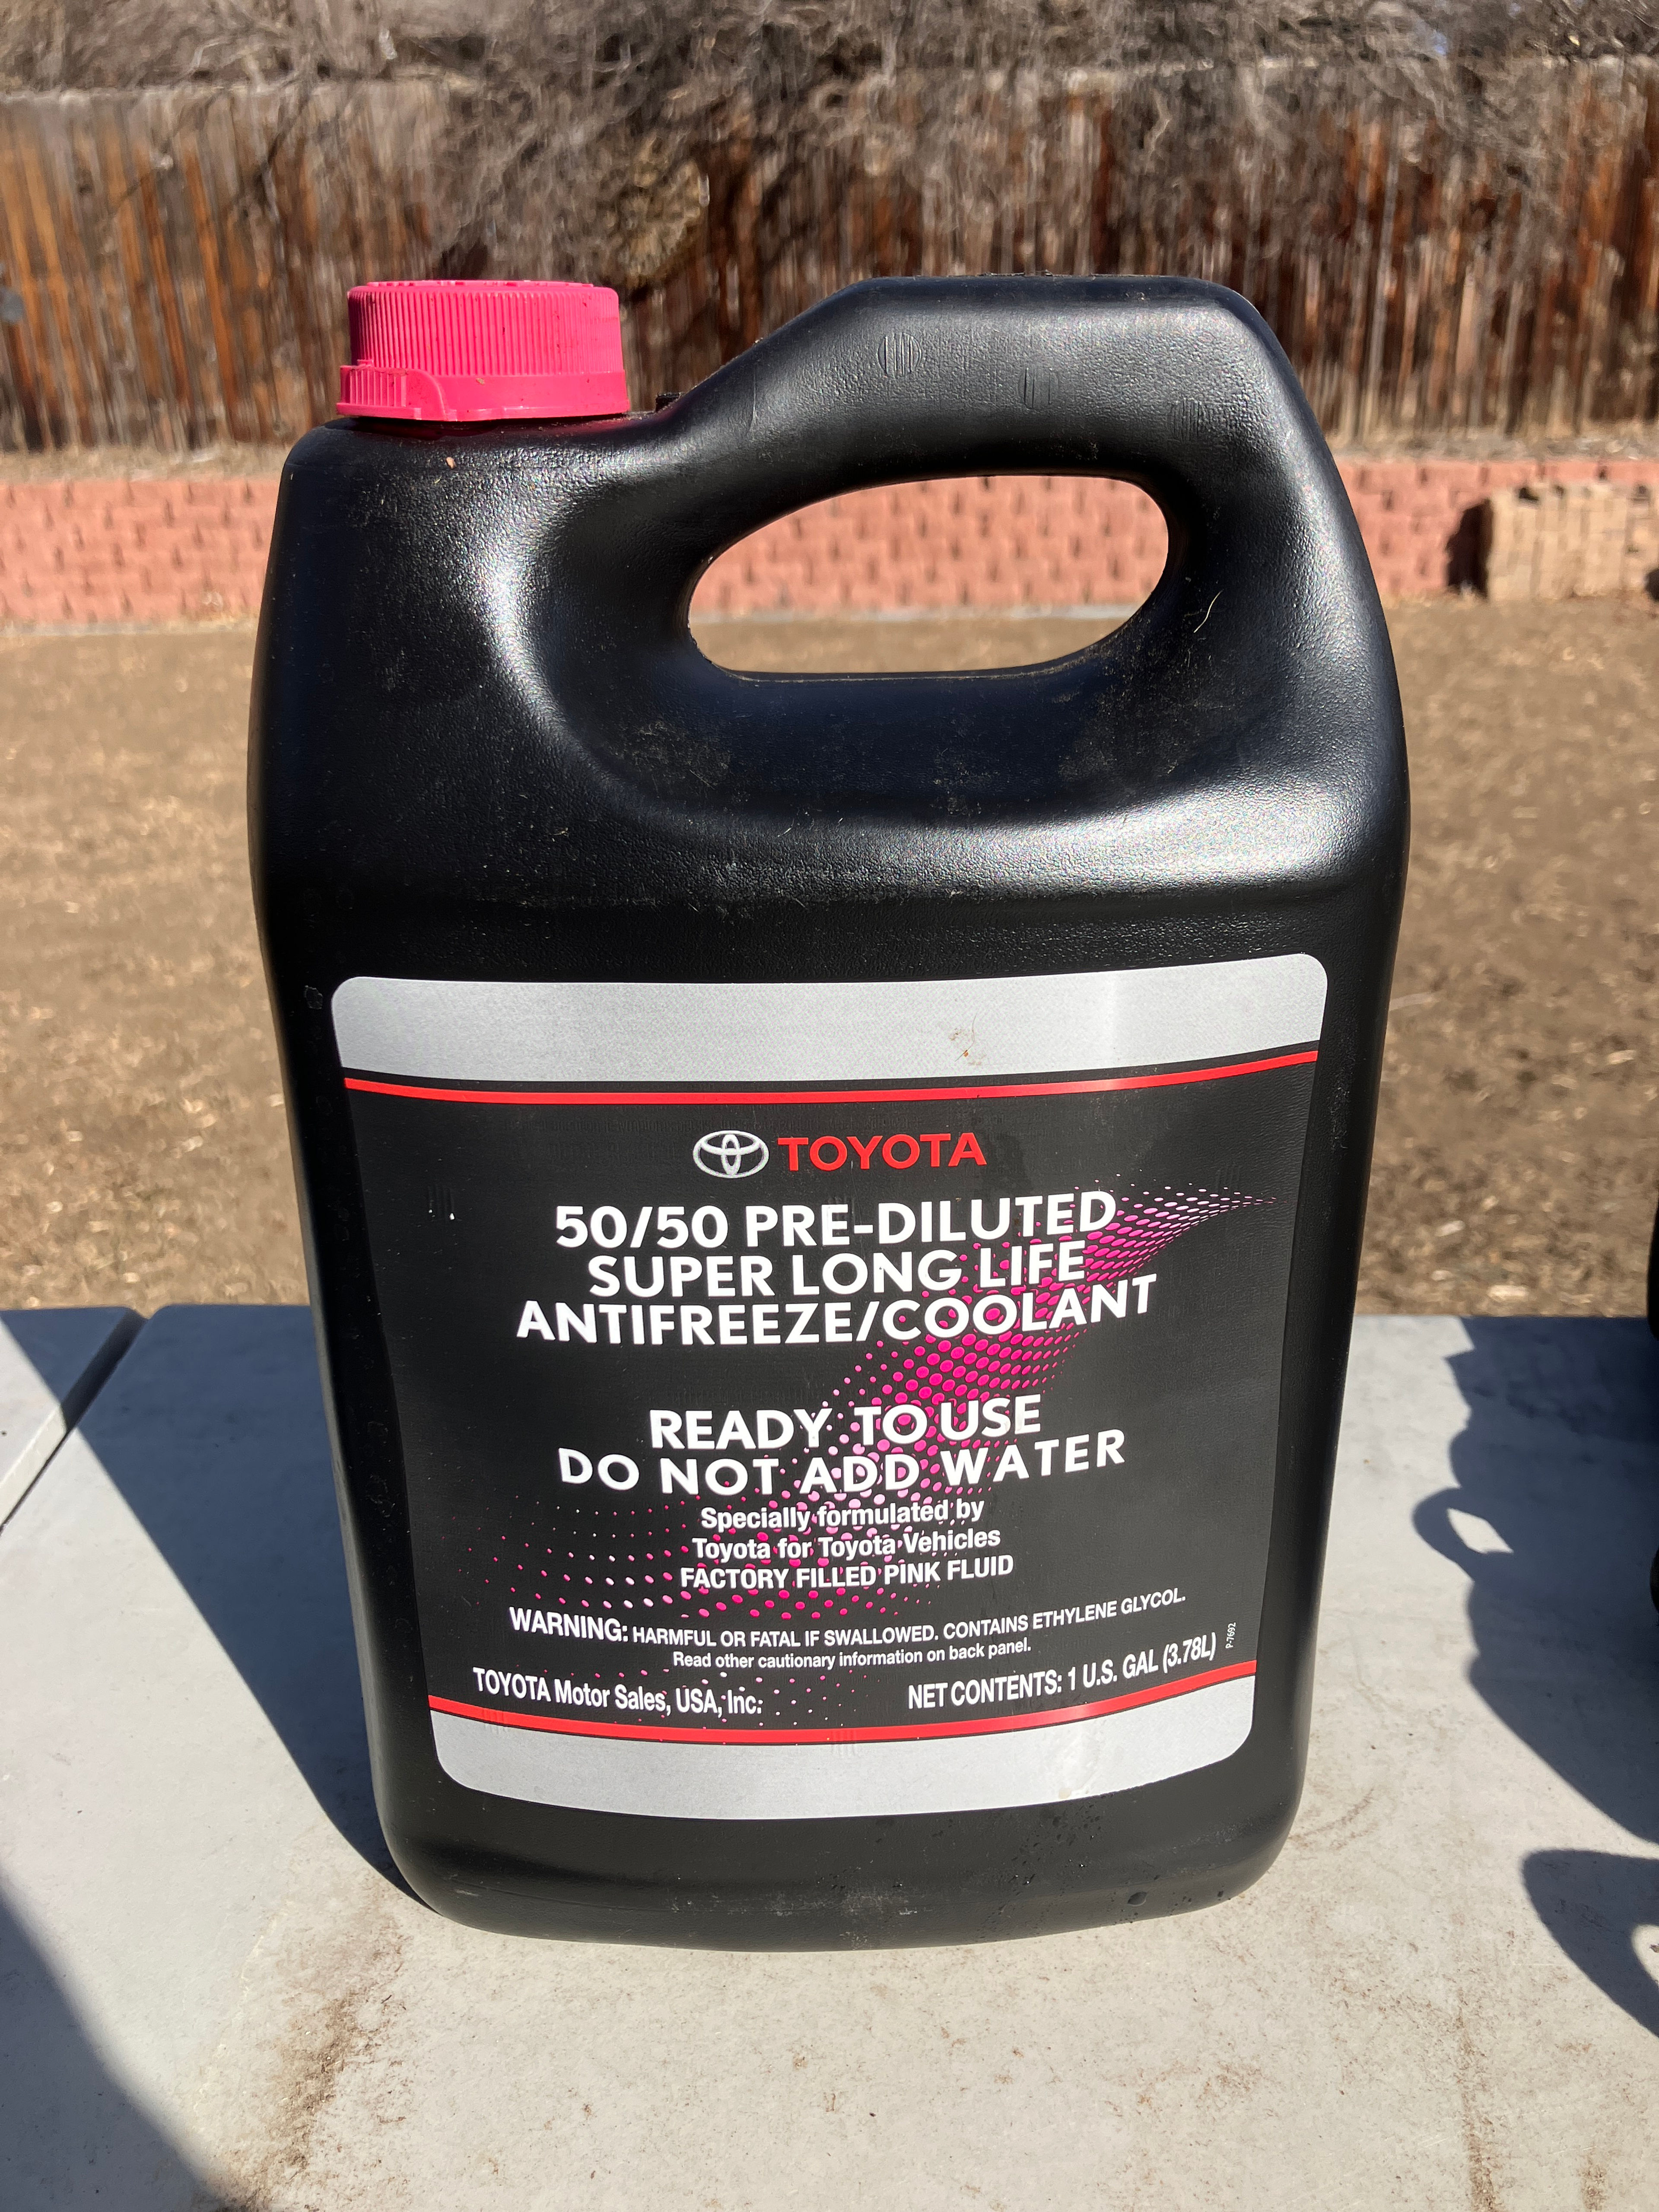 TOYOTA
50/50 PRE-DILUTED
SUPER LONG LIFE
ANTIFREEZE/COOLANT
READY TO USE
DO NOT ADD WATER
Specially formulated by
Toyota for Toyota Vehicles
FACTORY FILLED PINK FLUID
WARNING: HARMFUL OR FATAL IF SWALLOWED. CONTAINS ETHYLENE GLYCOL.
Read other cautionary information on back panel.
TOYOTA Motor Sales, USA, Inc.
NET CONTENTS: 1 U.S. GAL (3.78L)
P-7692